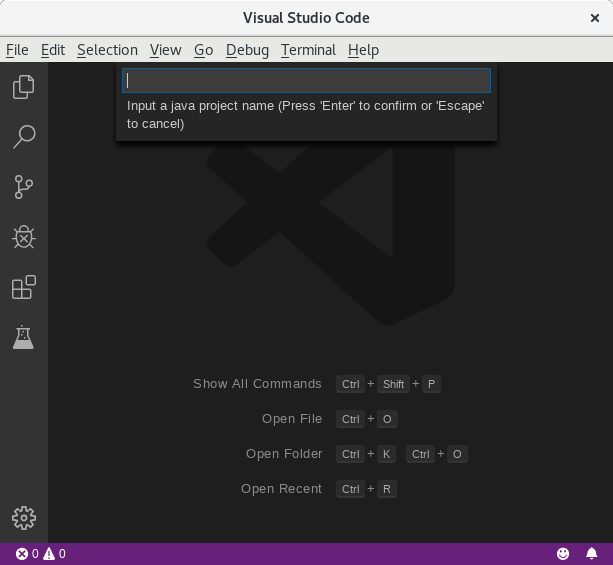 Visual Studio Code
File Edit Selection View Go Debug Terminal Help
Input a java project name (Press 'Enter' to confirm or 'Escape'
to cancel)
Show All Commands Ctrl + Shift + P
Open File Ctrl + O
Open Folder Ctrl + K Ctrl + O
Open Recent Ctrl + R
0 0